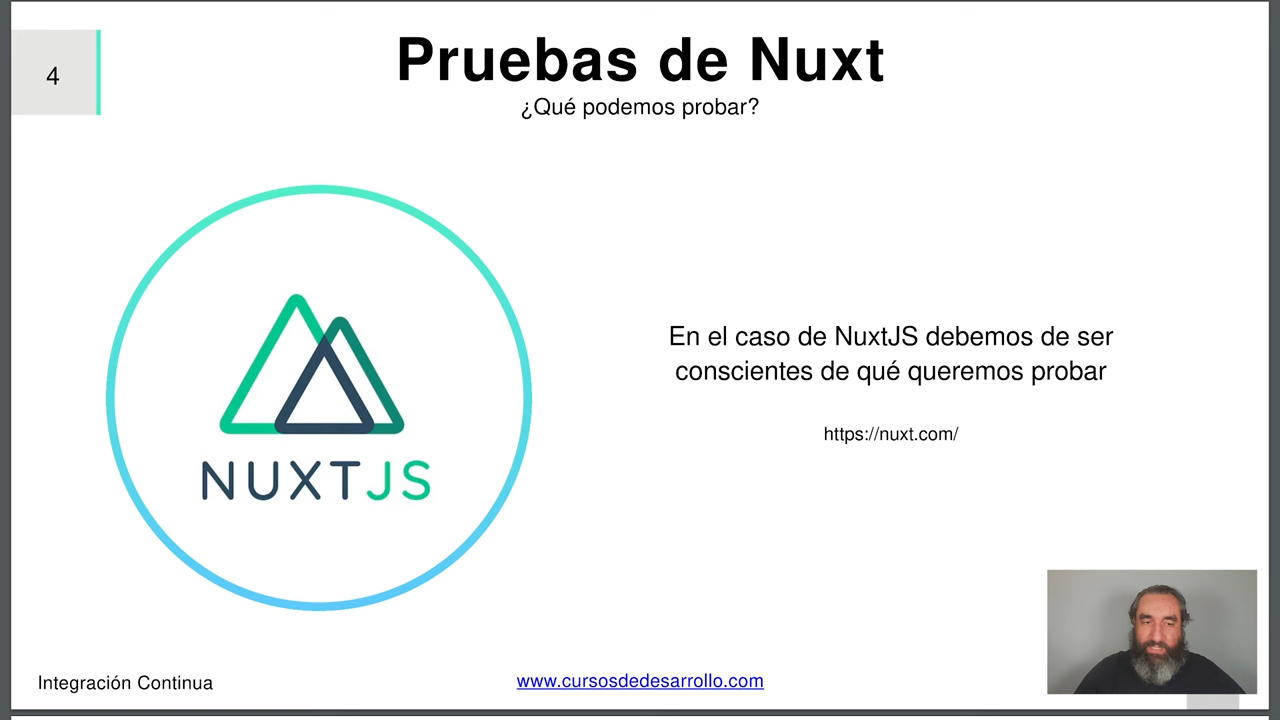 4
Pruebas de Nuxt
¿Qué podemos probar?
NUXTJS
En el caso de NuxtJS debemos de ser
conscientes de qué queremos probar
https://nuxt.com/
Integración Continua
www.cursosdedesarrollo.com